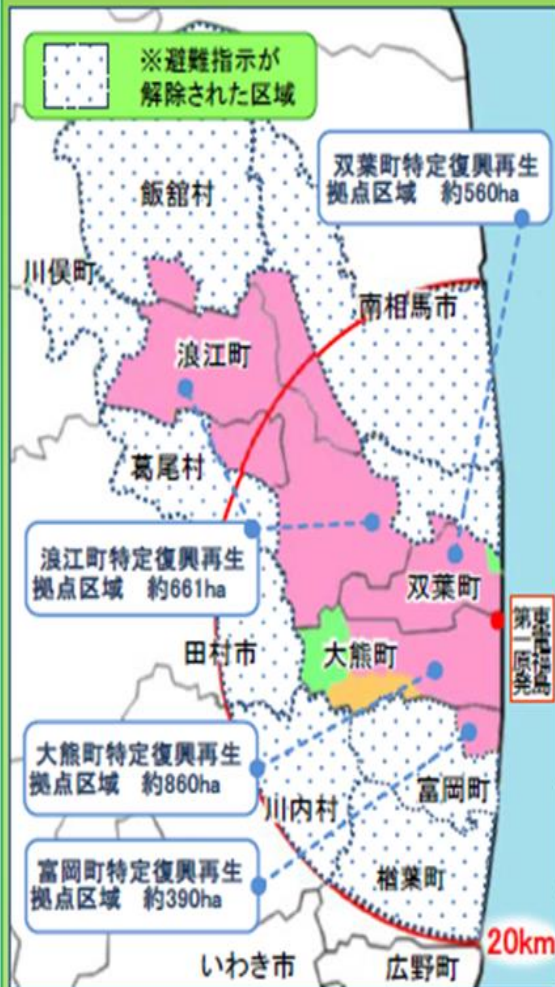 ※避難指示が
解除された区域
双葉町特定復興再生
拠点区域 約560ha
飯舘村
川俣町
南相馬市
浪江町
葛尾村
浪江町特定復興再生
拠点区域 約661ha
双葉町
東電福島
第一原発
田村市
大熊町
大熊町特定復興再生
拠点区域 約860ha
富岡町
川内村
富岡町特定復興再生
拠点区域 約390ha
楢葉町
20km
いわき市
広野町